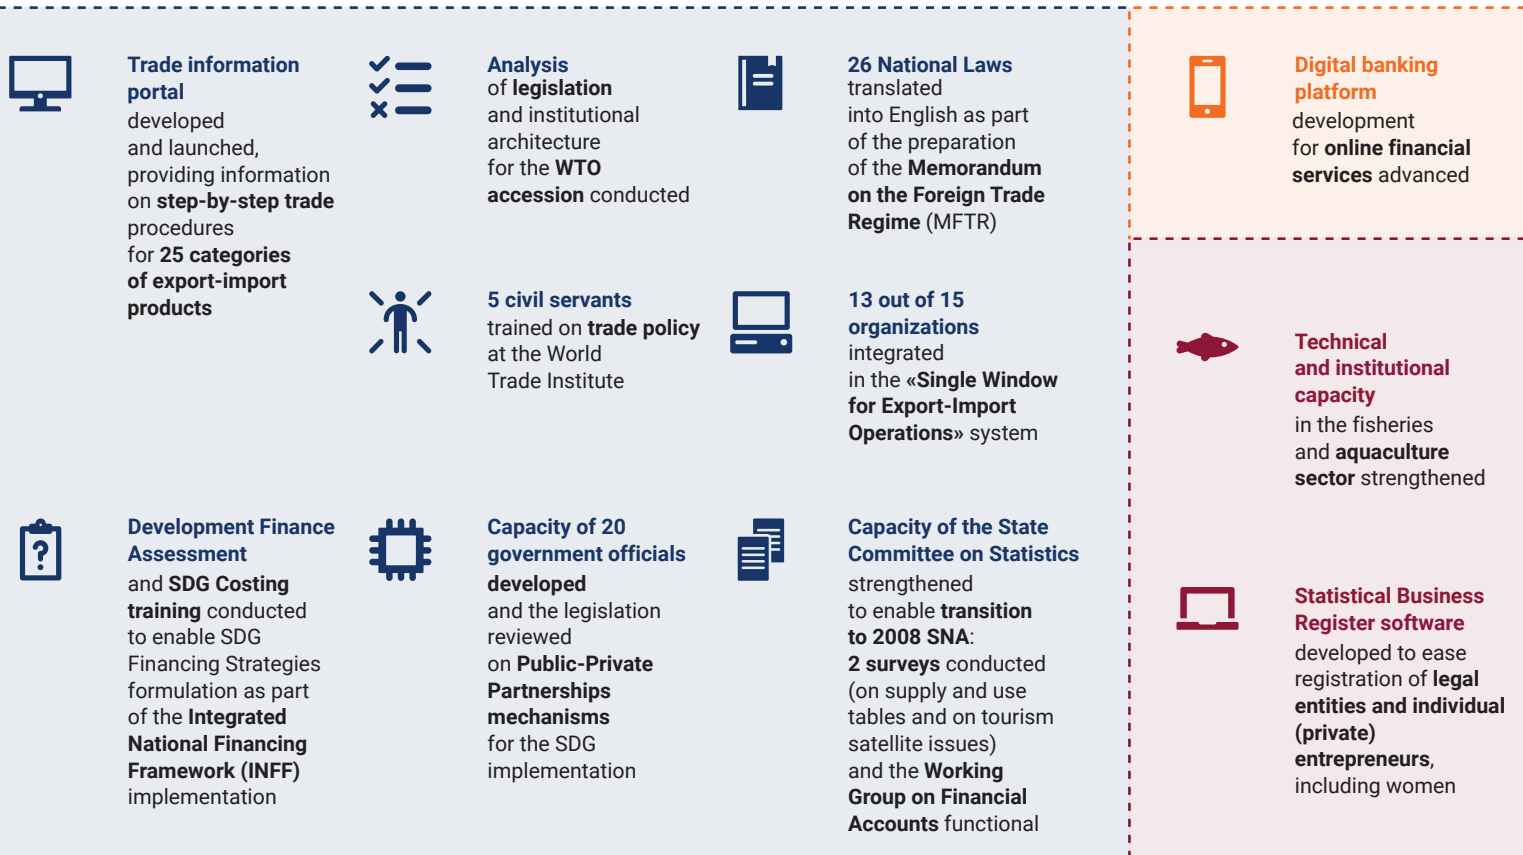 Trade information
portal
developed
and launched,
providing information
on step-by-step trade
procedures
for 25 categories
of export-import
products
Analysis
of legislation
and institutional
architecture
for the WTO
accession conducted
26 National Laws
translated
into English as part
of the preparation
of the Memorandum
on the Foreign Trade
Regime (MFTR)
5 civil servants
trained on trade policy
at the World
Trade Institute
13 out of 15
organizations
integrated
in the «Single Window
for Export-Import
Operations» system
Development Finance
Assessment
and SDG Costing
training conducted
to enable SDG
Financing Strategies
formulation as part
of the Integrated
National Financing
Framework (INFF)
implementation
Capacity of 20
government officials
developed
and the legislation
reviewed
on Public-Private
Partnerships
mechanisms
for the SDG
implementation
Capacity of the State
Committee on Statistics
strengthened
to enable transition
to 2008 SNA:
2 surveys conducted
(on supply and use
tables and on tourism
satellite issues)
and the Working
Group on Financial
Accounts functional
Digital banking
platform
development
for online financial
services advanced
Technical
and institutional
capacity
in the fisheries
and aquaculture
sector strengthened
Statistical Business
Register software
developed to ease
registration of legal
entities and individual
(private)
entrepreneurs,
including women